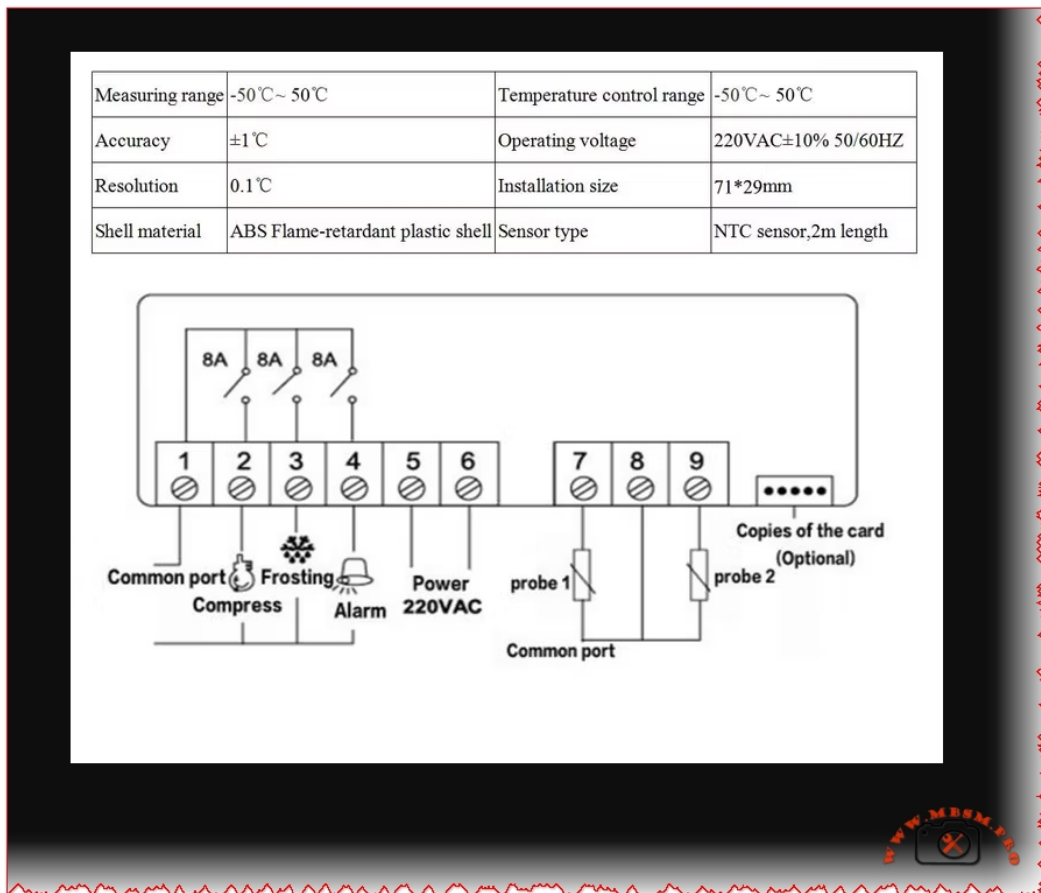 Measuring range -50℃~ 50℃ Temperature control range -50℃~ 50℃
Accuracy ±1℃ Operating voltage 220VAC±10% 50/60HZ
Resolution 0.1℃ Installation size 71*29mm
Shell material ABS Flame-retardant plastic shell Sensor type NTC sensor,2m length
8A 8A 8A
1 2 3 4 5 6 7 8 9
Copies of the card
(Optional)
Common port Frosting Power probe 1 probe 2
Compress Alarm 220VAC
Common port
WWW.MBSM.PRO